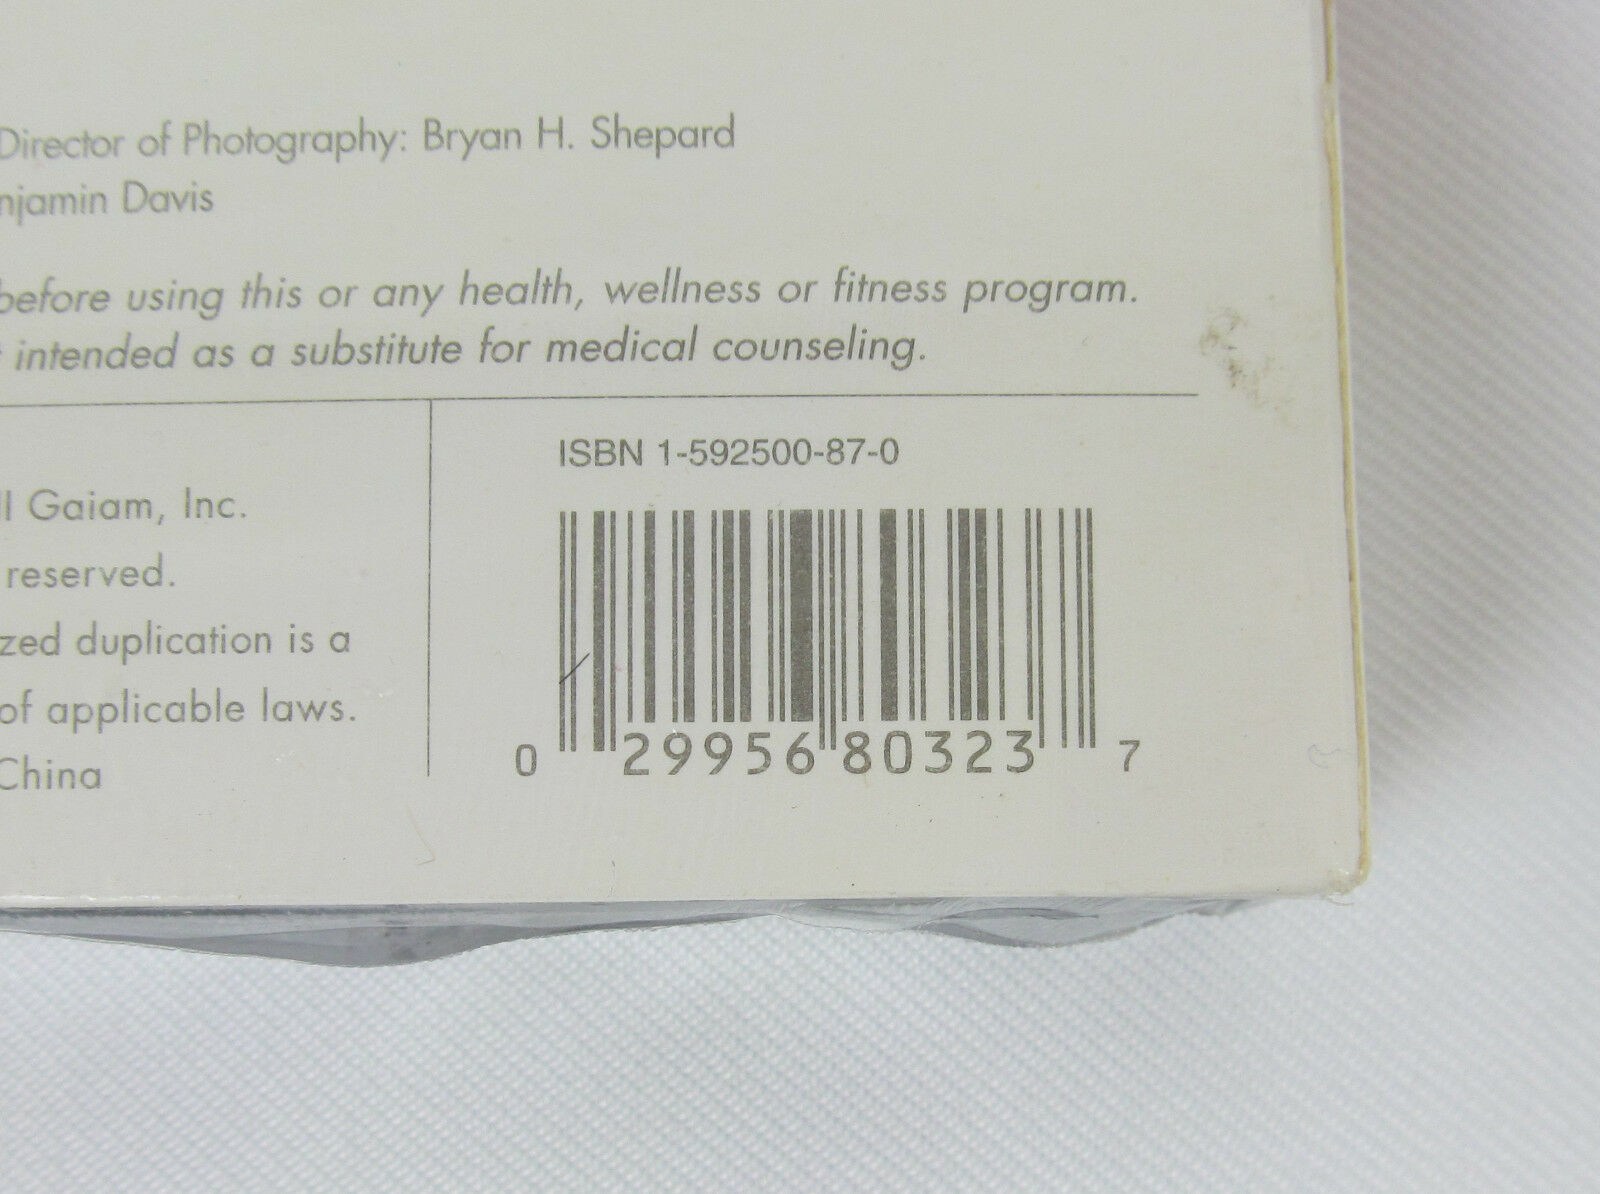 Director of Photography: Bryan H. Shepard
njamin Davis
before using this or any health, wellness or fitness program.
intended as a substitute for medical counseling.
ll Gaiam, Inc.
reserved.
zed duplication is a
of applicable laws.
China
ISBN 1-592500-87-0
0 29956 80323 7